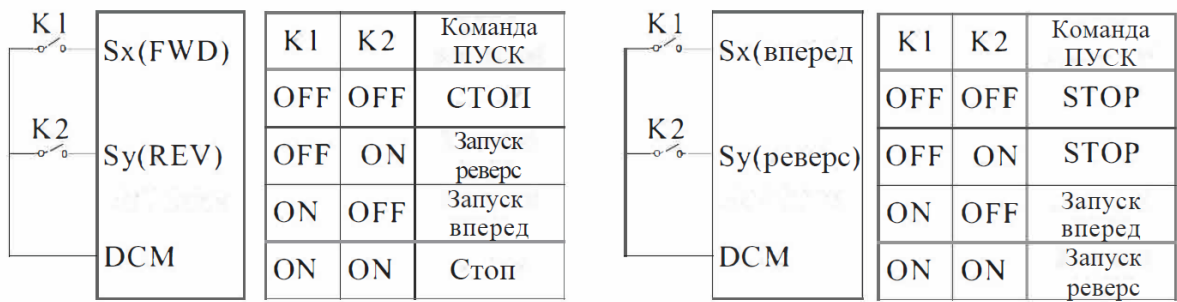 K1
Sx(FWD)
K2
Sy(REV)
DCM
K1 K2 Команда
ПУСК
OFF OFF СТОП
OFF ON Запуск
реверс
ON OFF Запуск
вперед
ON ON Стоп
K1
Sx(вперед
K2
Sy(реверс)
DCM
K1 K2 Команда
ПУСК
OFF OFF STOP
OFF ON STOP
ON OFF Запуск
вперед
ON ON Запуск
реверс